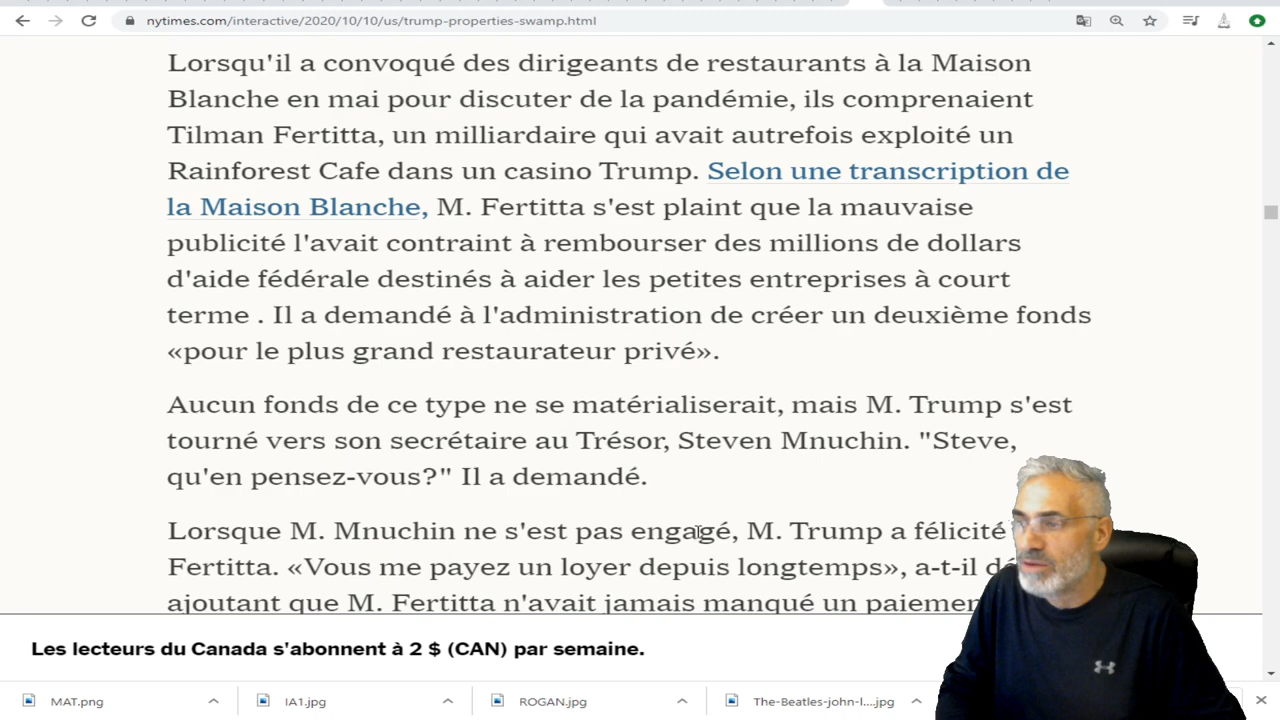 nytimes.com/interactive/2020/10/10/us/trump-properties-swamp.html
Lorsqu'il a convoqué des dirigeants de restaurants à la Maison
Blanche en mai pour discuter de la pandémie, ils comprenaient
Tilman Fertitta, un milliardaire qui avait autrefois exploité un
Rainforest Cafe dans un casino Trump. Selon une transcription de
la Maison Blanche, M. Fertitta s'est plaint que la mauvaise
publicité l'avait contraint à rembourser des millions de dollars
d'aide fédérale destinés à aider les petites entreprises à court
terme . Il a demandé à l'administration de créer un deuxième fonds
«pour le plus grand restaurateur privé».
Aucun fonds de ce type ne se matérialiserait, mais M. Trump s'est
tourné vers son secrétaire au Trésor, Steven Mnuchin. "Steve,
qu'en pensez-vous?" Il a demandé.
Lorsque M. Mnuchin ne s'est pas engagé, M. Trump a félicité
Fertitta. «Vous me payez un loyer depuis longtemps», a-t-il
ajoutant que M. Fertitta n'avait jamais manqué un
Les lecteurs du Canada s'abonnent à 2 $ (CAN) par semaine.
MAT.png
IA1.jpg
ROGAN.jpg
The-Beatles-john-l....jpg